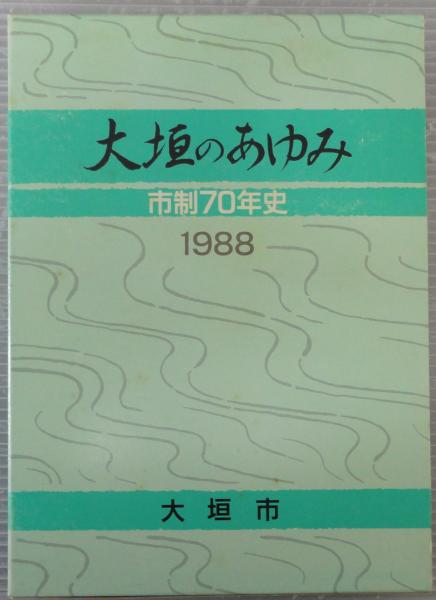 大垣のあゆみ
市制70年史
1988
大垣市